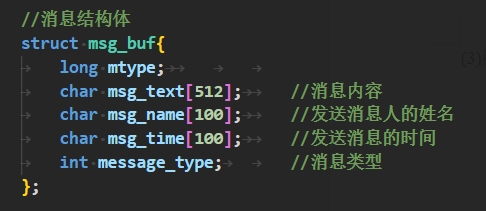 //消息结构体
struct msg_buf{
long mtype;
char msg_text[512]; //消息内容
char msg_name[100]; //发送消息人的姓名
char msg_time[100]; //发送消息的时间
int message_type; //消息类型
};